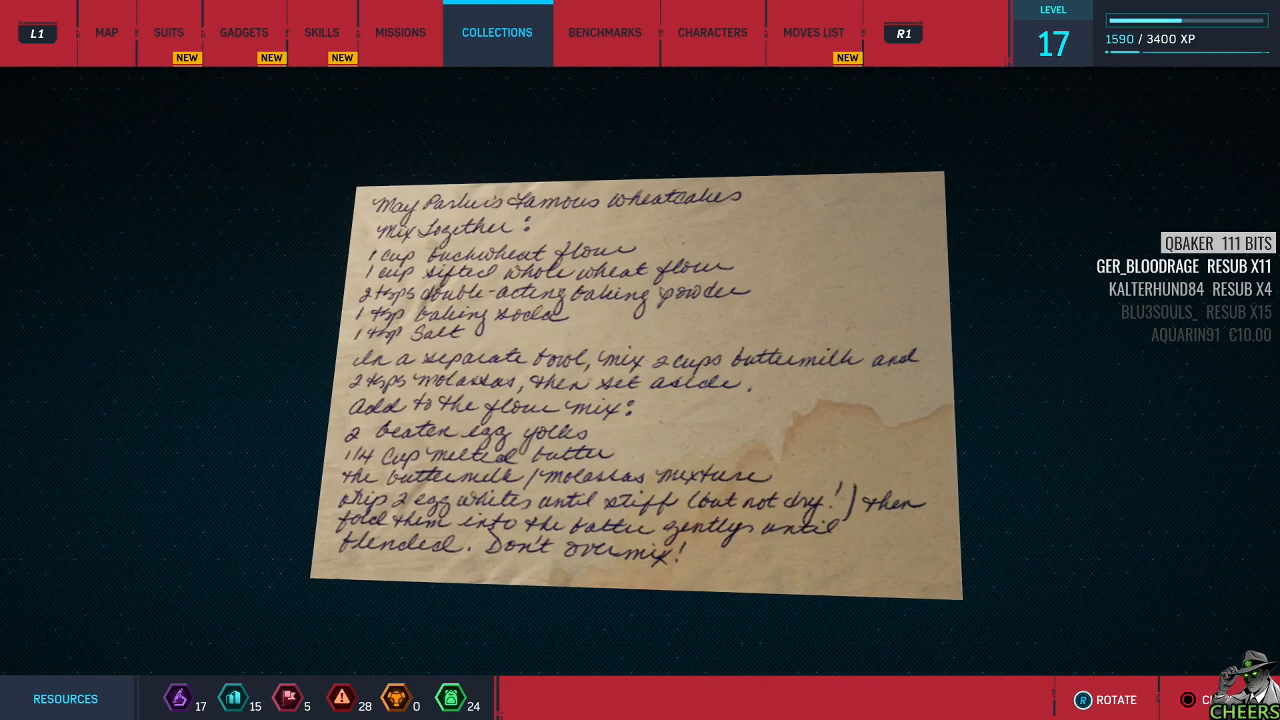 L1
MAP
SUITS
NEW
GADGETS
NEW
SKILLS
NEW
MISSIONS
COLLECTIONS
BENCHMARKS
CHARACTERS
MOVES LIST
NEW
R1
LEVEL
17
1590 / 3400 XP
May Parker's Famous Wheatcakes
Mix Together:
1 cup buckwheat flour
1 cup sifted whole wheat flour
2 tsps double-acting baking powder
1 tsp baking soda
1 tsp Salt
In a separate bowl, mix 2 cups buttermilk and
2 tsps molassas, then set aside.
Add to the flour mix:
2 beaten egg yolks
1/4 Cup melted butter
the buttermilk/molassas mixture
whip 2 egg whites until stiff (but not dry!) then
fold them into the batter gently until
blended. Don't over mix!
QBAKER 111 BITS
GER_BLOODRAGE RESUB X11
KALTERHUND84 RESUB X4
BLU3SOULS_ RESUB X15
AQUARIN91 €10.00
RESOURCES
17
15
5
28
0
24
R ROTATE
CHEERS